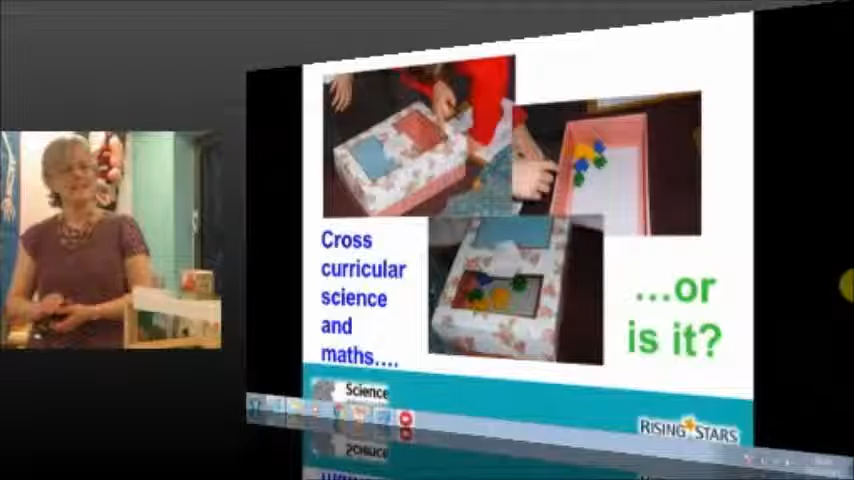 Cross
curricular
science
and
maths....
...or
is it?
Science
RISING STARS